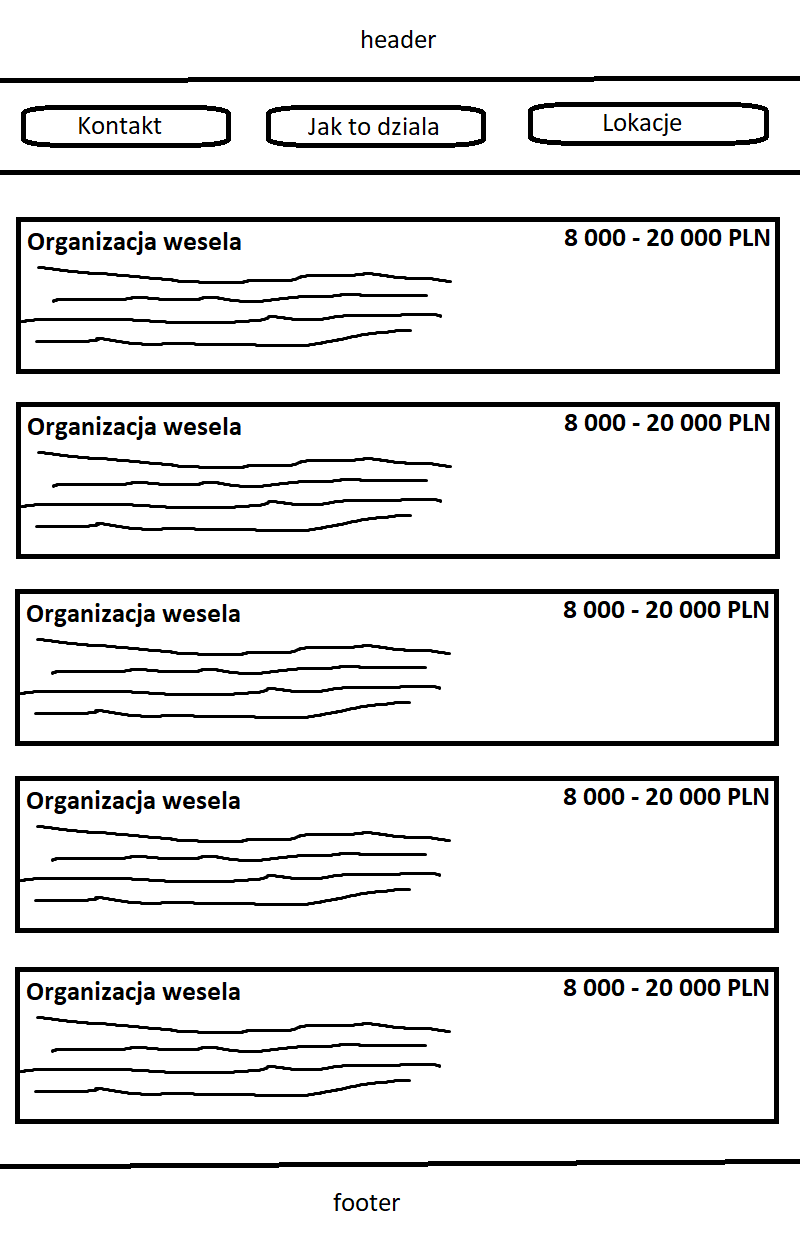 header
Kontakt
Jak to dziala
Lokacje
Organizacja wesela
8 000 - 20 000 PLN
Organizacja wesela
8 000 - 20 000 PLN
Organizacja wesela
8 000 - 20 000 PLN
Organizacja wesela
8 000 - 20 000 PLN
Organizacja wesela
8 000 - 20 000 PLN
footer